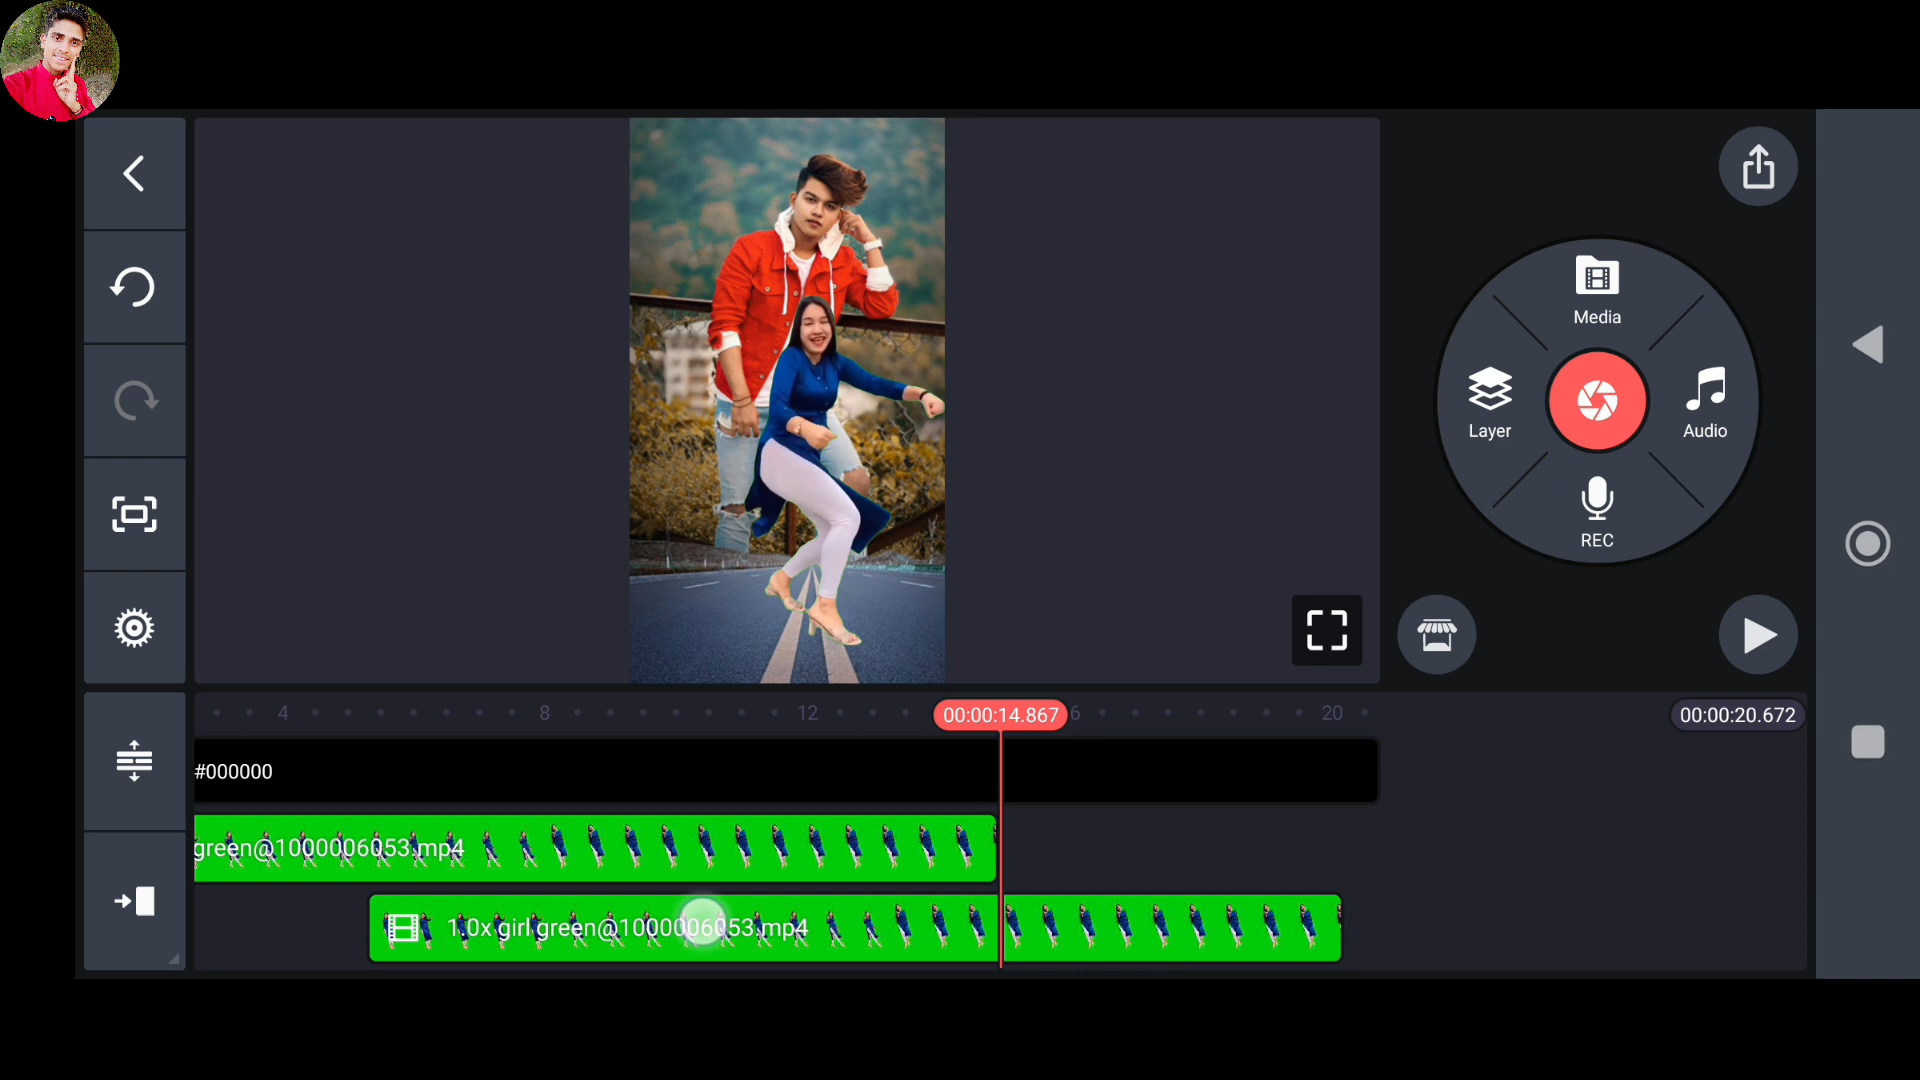 Media
Layer
Audio
REC
4
8
12
00:00:14.867
6
20
00:00:20.672
#000000
green@1000006053.mp4
1.0x girl green@1000006053.mp4